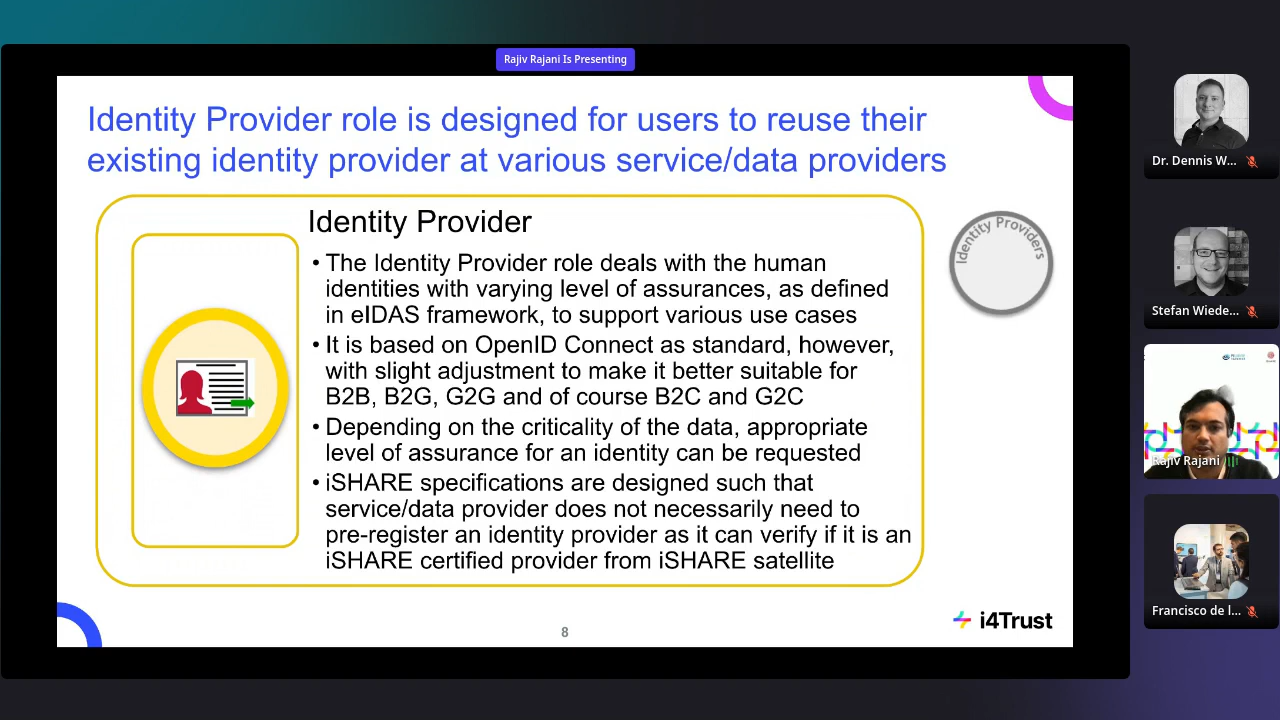 Rajiv Rajani Is Presenting
Identity Provider role is designed for users to reuse their
existing identity provider at various service/data providers
Identity Provider
• The Identity Provider role deals with the human
identities with varying level of assurances, as defined
in eIDAS framework, to support various use cases
• It is based on OpenID Connect as standard, however,
with slight adjustment to make it better suitable for
B2B, B2G, G2G and of course B2C and G2C
• Depending on the criticality of the data, appropriate
level of assurance for an identity can be requested
• iSHARE specifications are designed such that
service/data provider does not necessarily need to
pre-register an identity provider as it can verify if it is an
iSHARE certified provider from iSHARE satellite
Identity Providers
i4Trust
8
Dr. Dennis W...
Stefan Wiede...
Rajiv Rajani
Francisco de l...